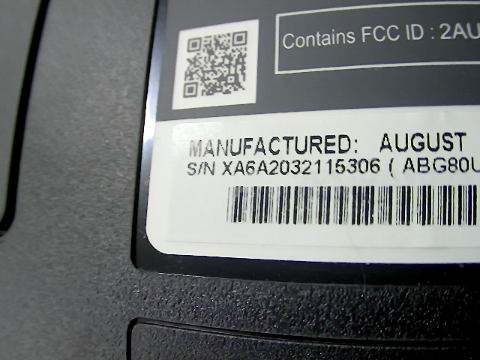 Contains FCC ID : 2AU
MANUFACTURED: AUGUST
S/N XA6A2032115306 ( ABG80U